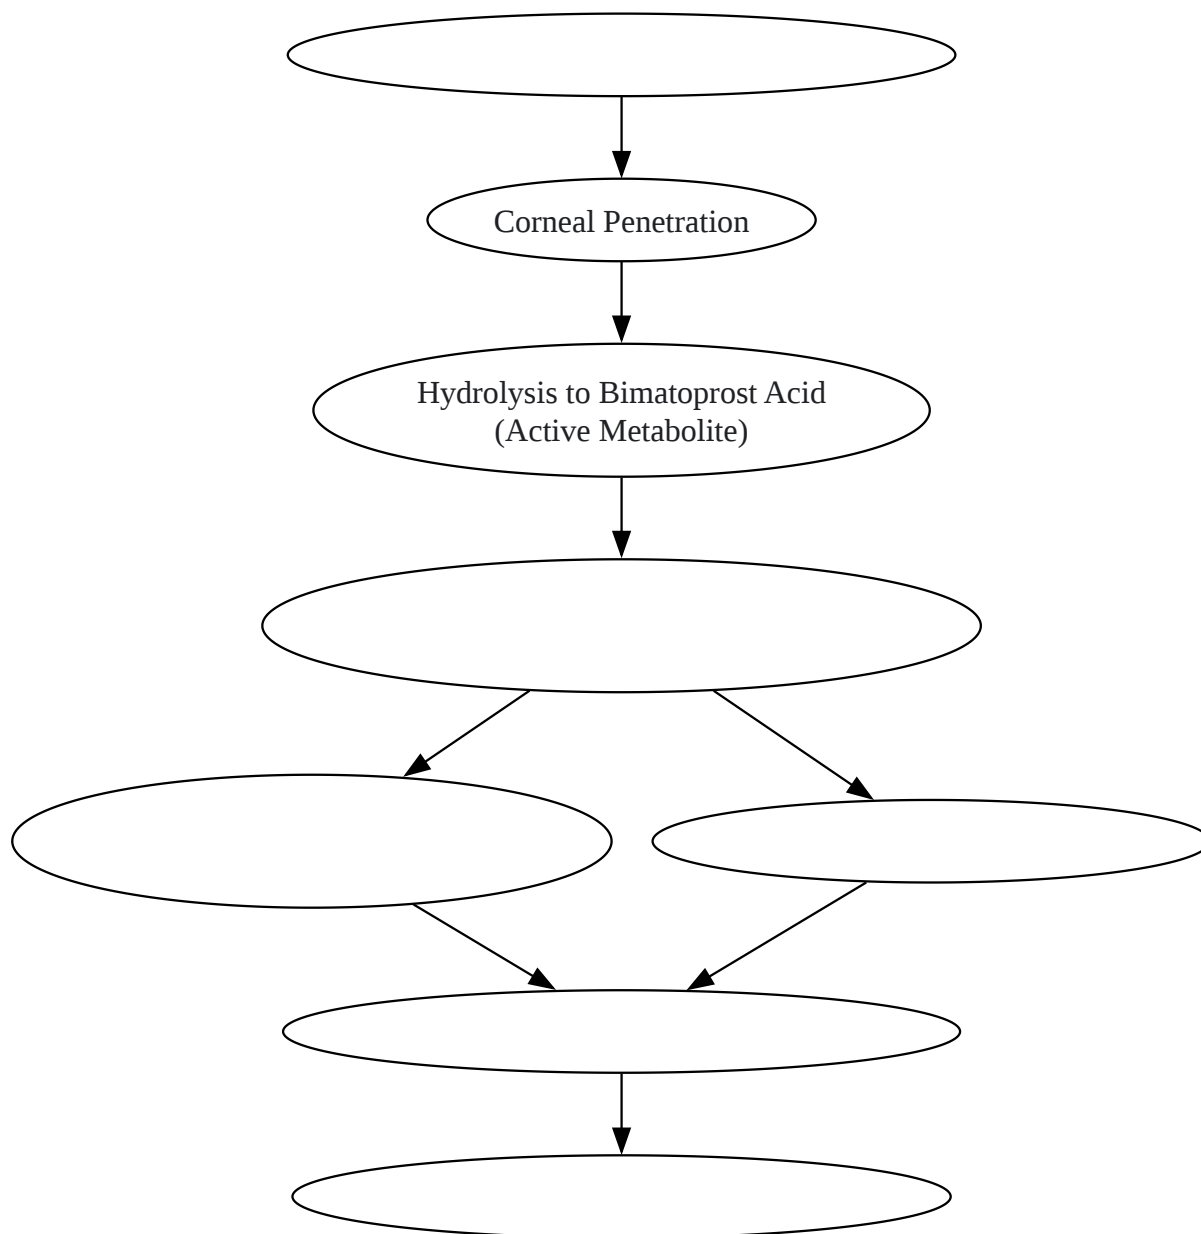 Corneal Penetration
Hydrolysis to Bimatoprost Acid
(Active Metabolite)